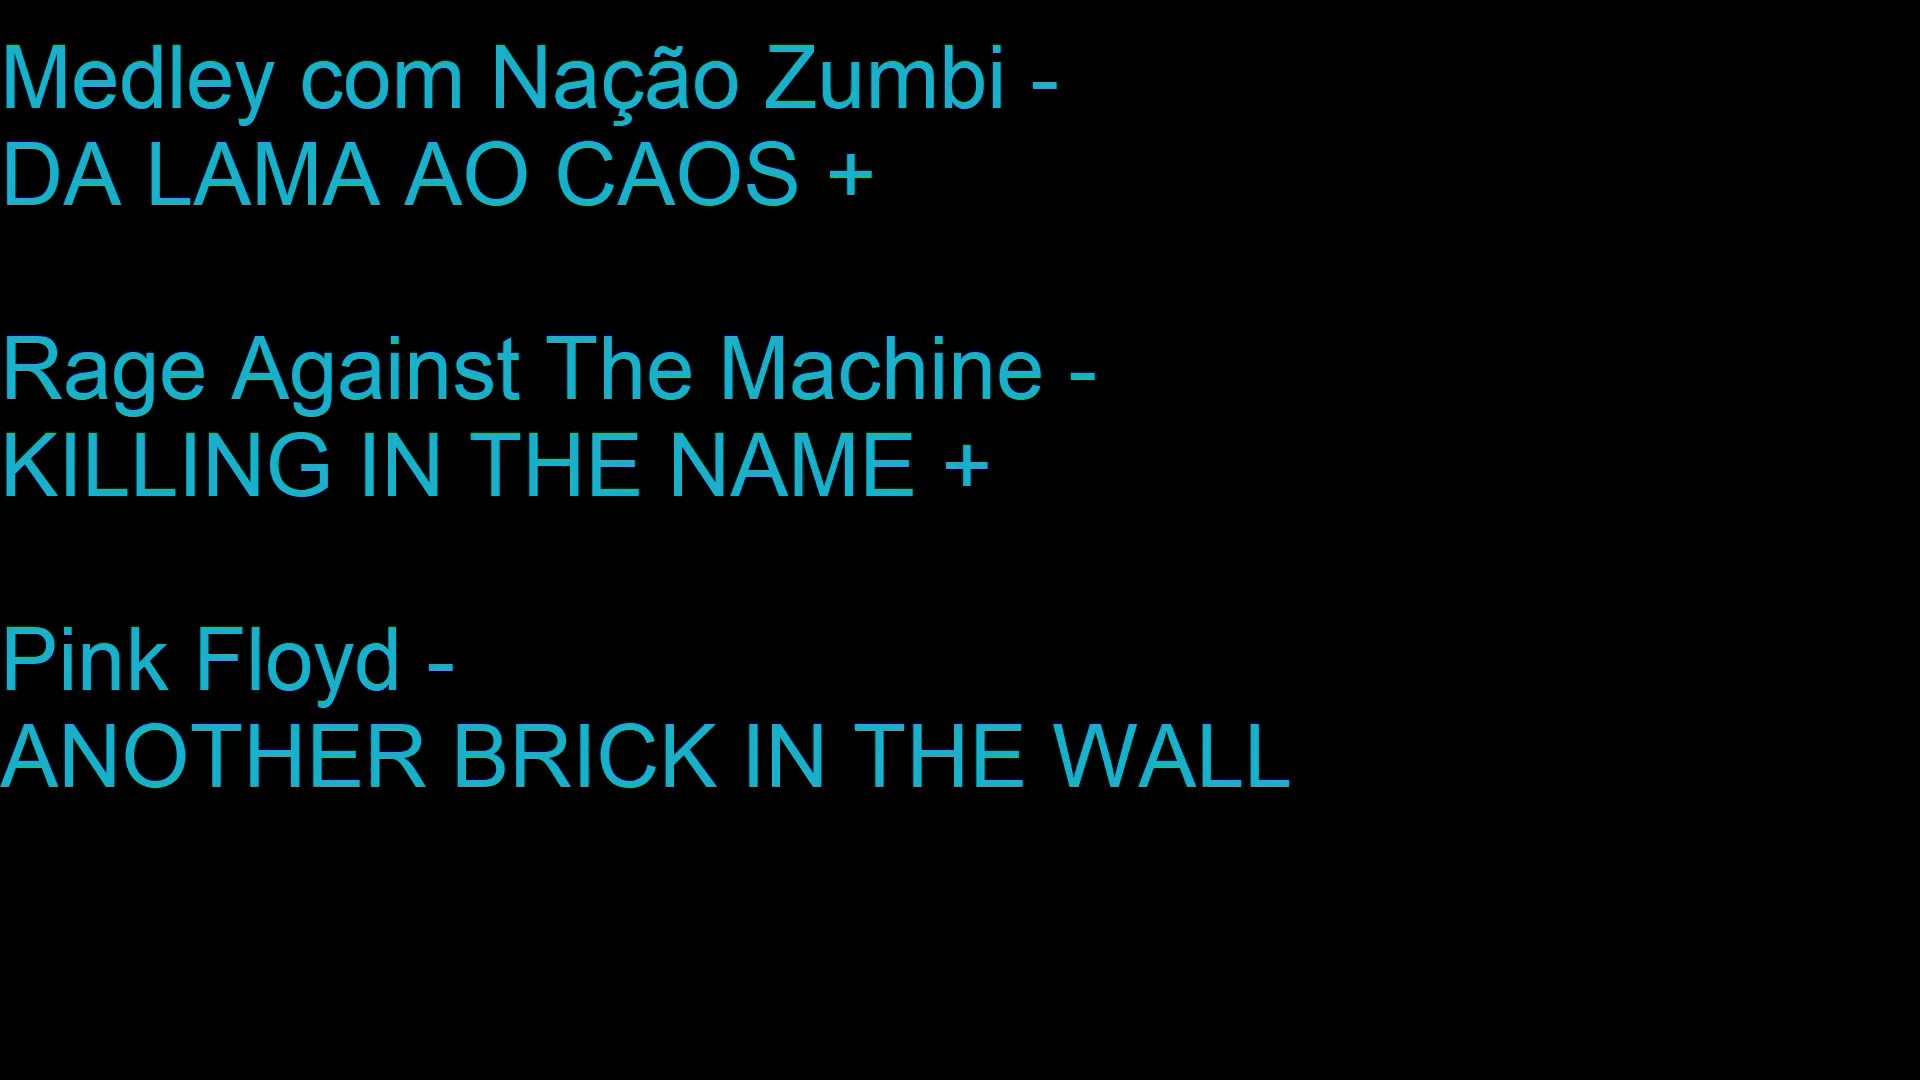 Medley com Nação Zumbi -
DA LAMA AO CAOS +
Rage Against The Machine -
KILLING IN THE NAME +
Pink Floyd -
ANOTHER BRICK IN THE WALL